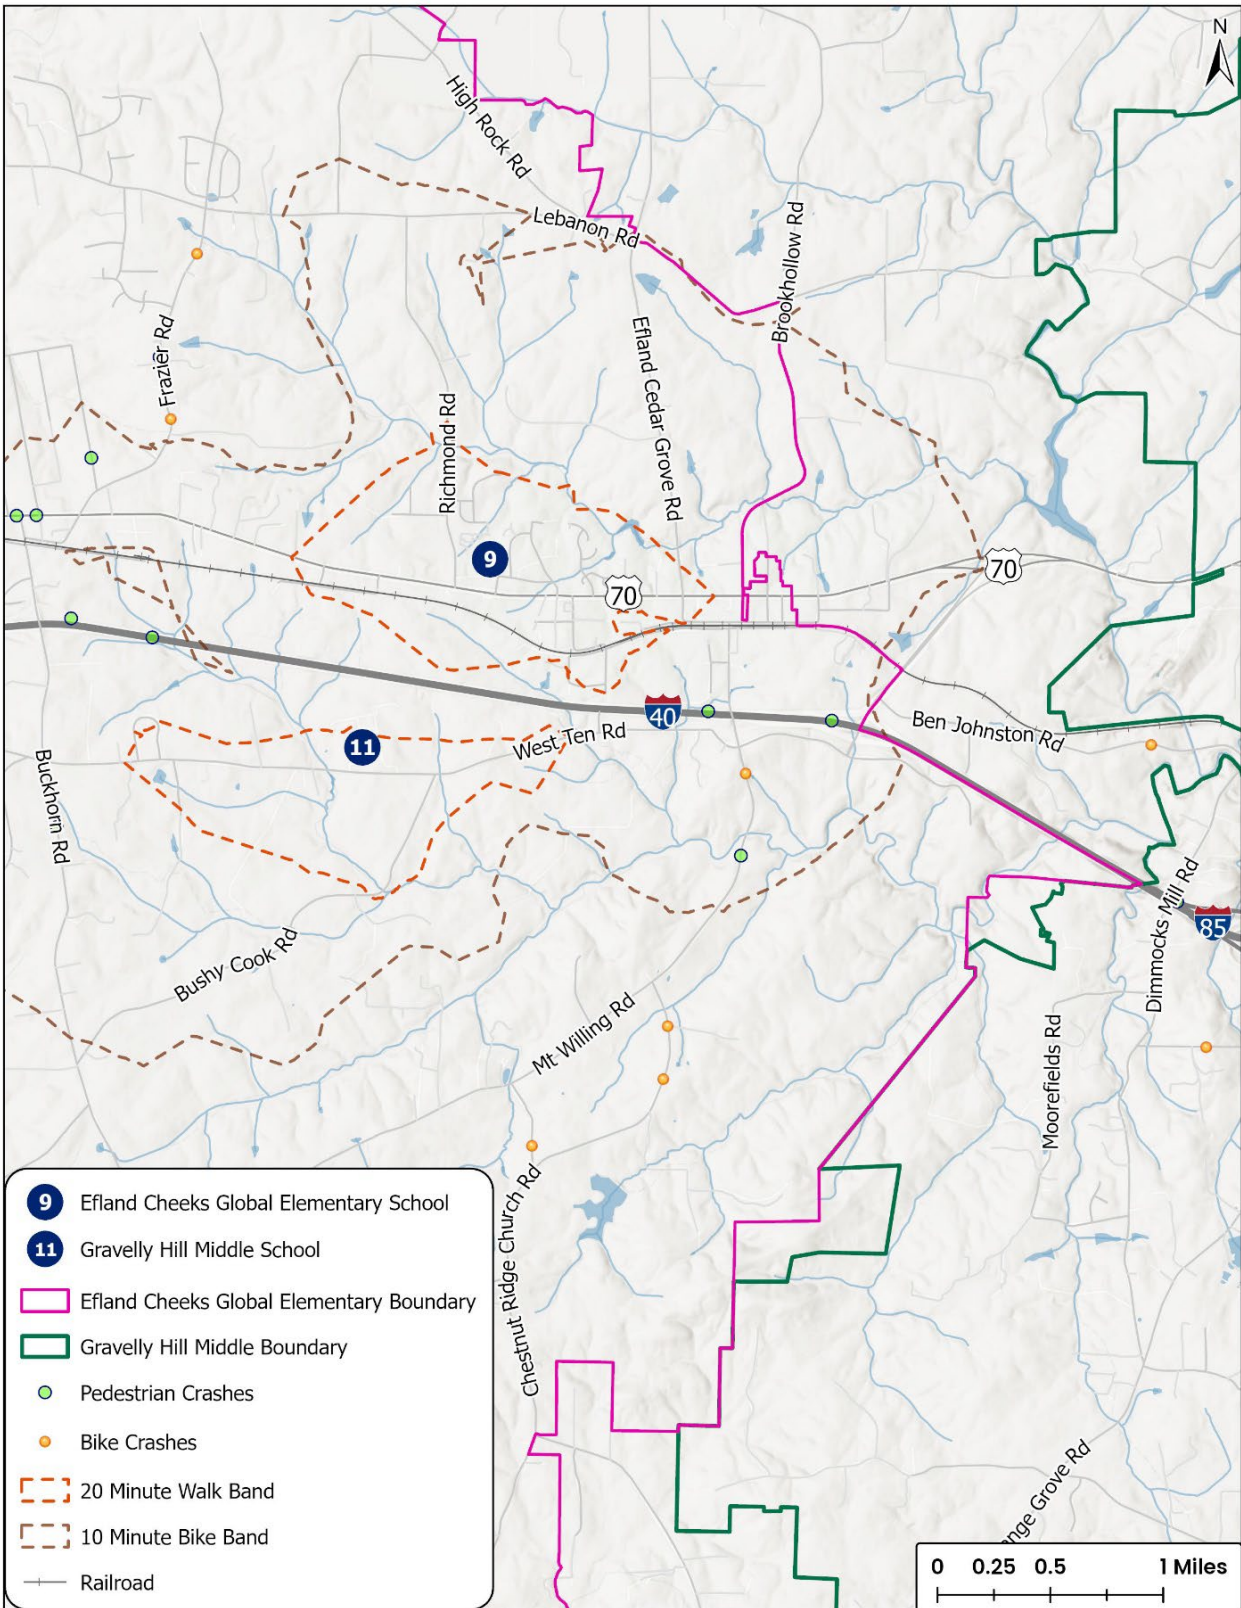 N
High Rock Rd
Lebanon Rd
Brookhollow Rd
Frazier Rd
Efland Cedar Grove Rd
Richmond Rd
9
70
70
40
11
West Ten Rd
Ben Johnston Rd
Buckhorn Rd
Dimmocks Mill Rd
85
Bushy Cook Rd
Mt Willing Rd
Moorefields Rd
Chestnut Ridge Church Rd
ange Grove Rd
9 Efland Cheeks Global Elementary School
11 Gravelly Hill Middle School
Efland Cheeks Global Elementary Boundary
Gravelly Hill Middle Boundary
Pedestrian Crashes
Bike Crashes
20 Minute Walk Band
10 Minute Bike Band
Railroad
0 0.25 0.5 1 Miles